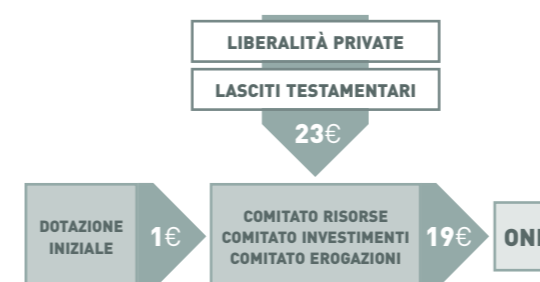 LIBERALITÀ PRIVATE
LASCITI TESTAMENTARI
23€
DOTAZIONE
INIZIALE
1€
COMITATO RISORSE
COMITATO INVESTIMENTI
COMITATO EROGAZIONI
19€